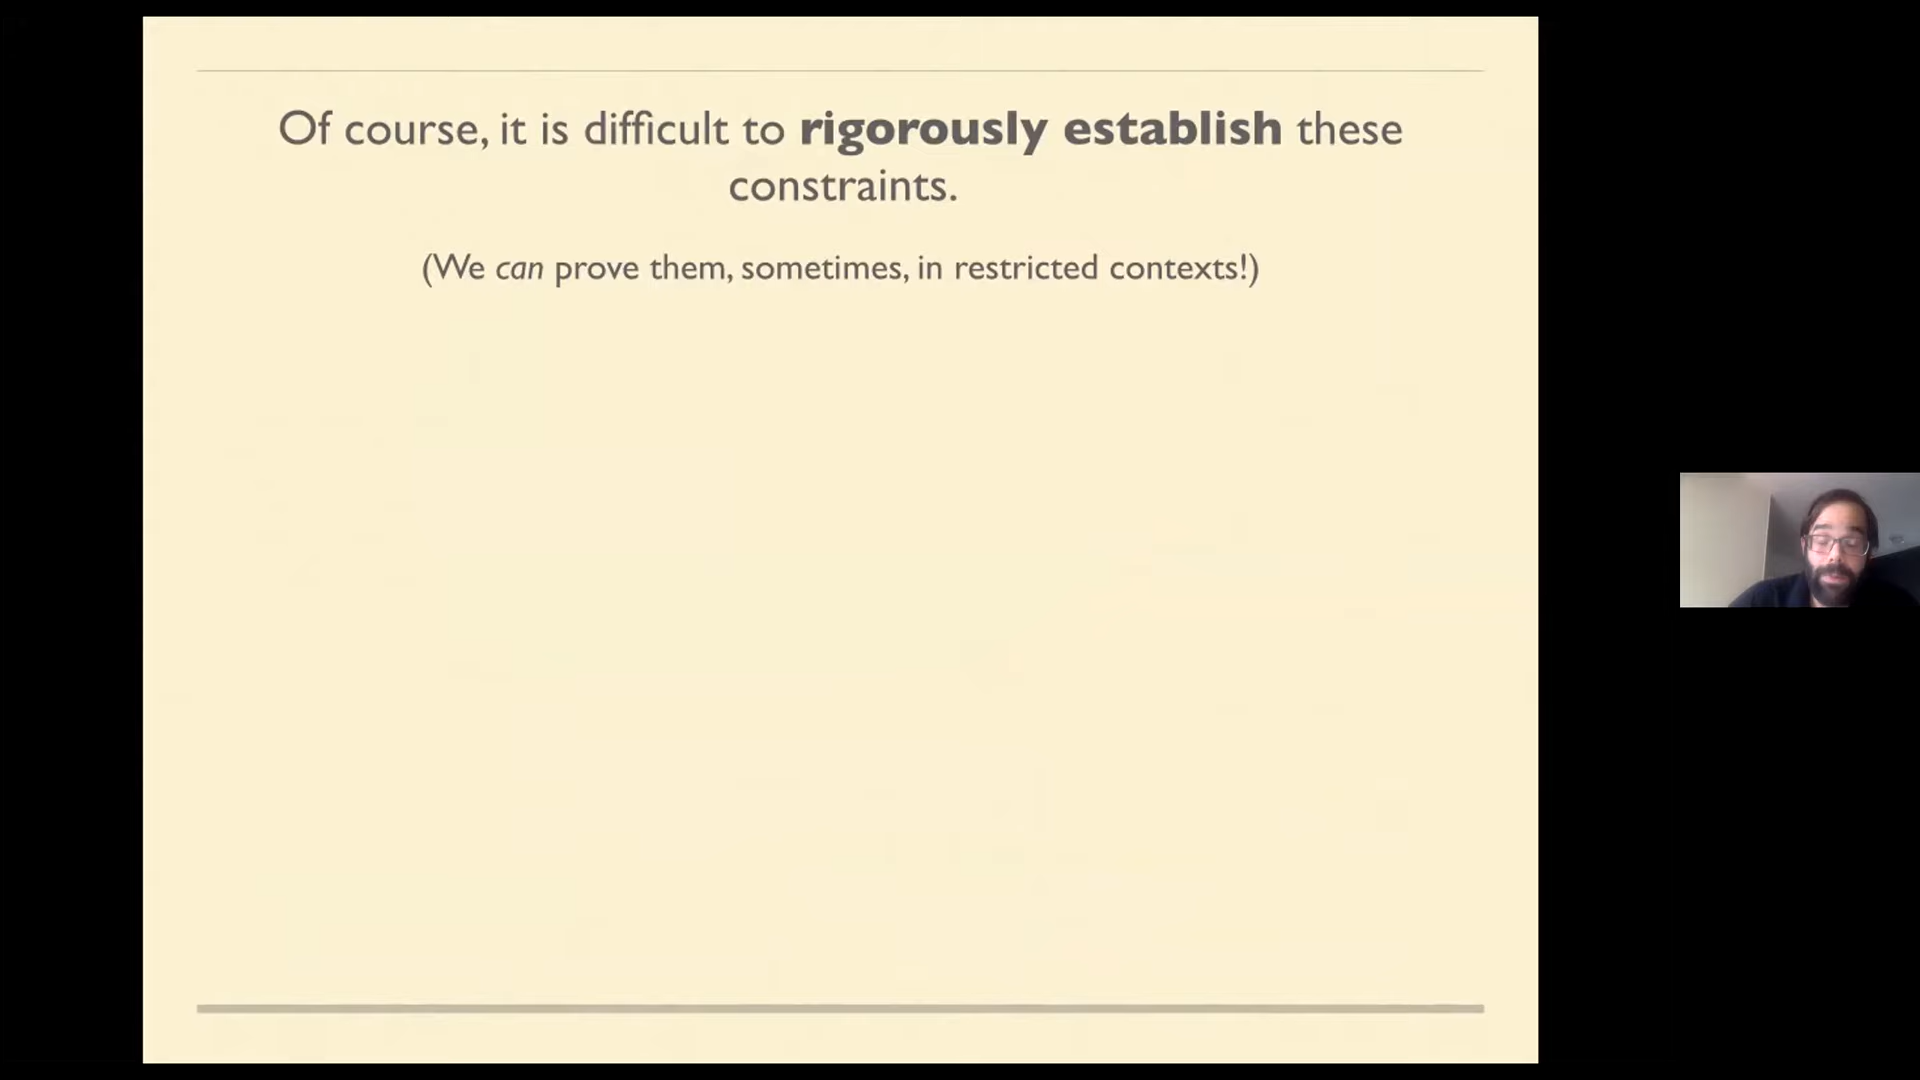 Of course, it is difficult to rigorously establish these
constraints.
(We can prove them, sometimes, in restricted contexts!)